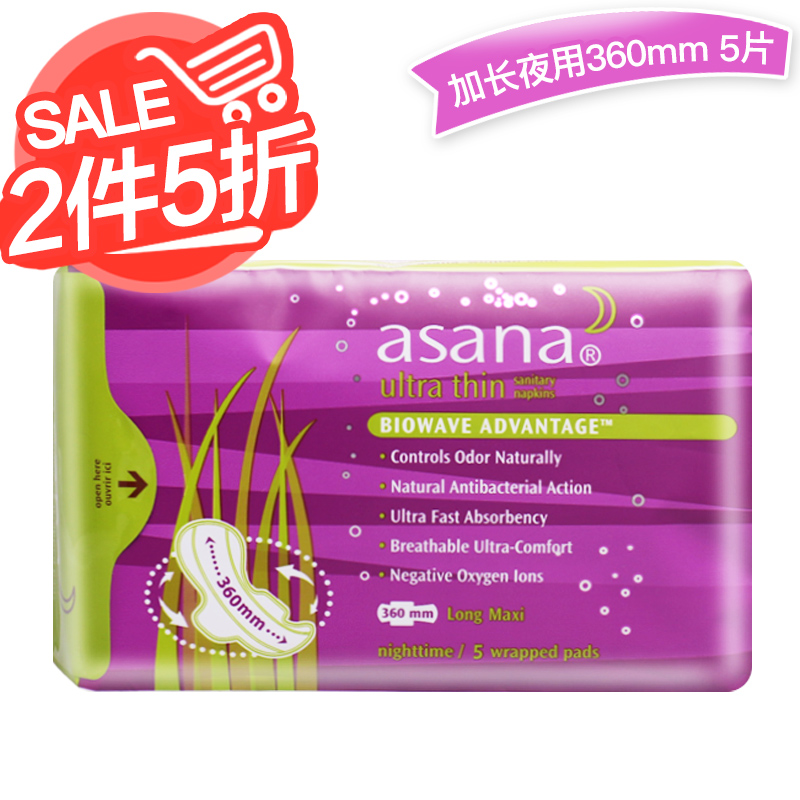 加长夜用360mm 5片
SALE
2件5折
asana®
ultra thin sanitary napkins
BIOWAVE ADVANTAGE™
• Controls Odor Naturally
• Natural Antibacterial Action
• Ultra Fast Absorbency
• Breathable Ultra-Comfort
• Negative Oxygen Ions
360 mm Long Maxi
nighttime / 5 wrapped pads
open here
ouvrir ici
360mm